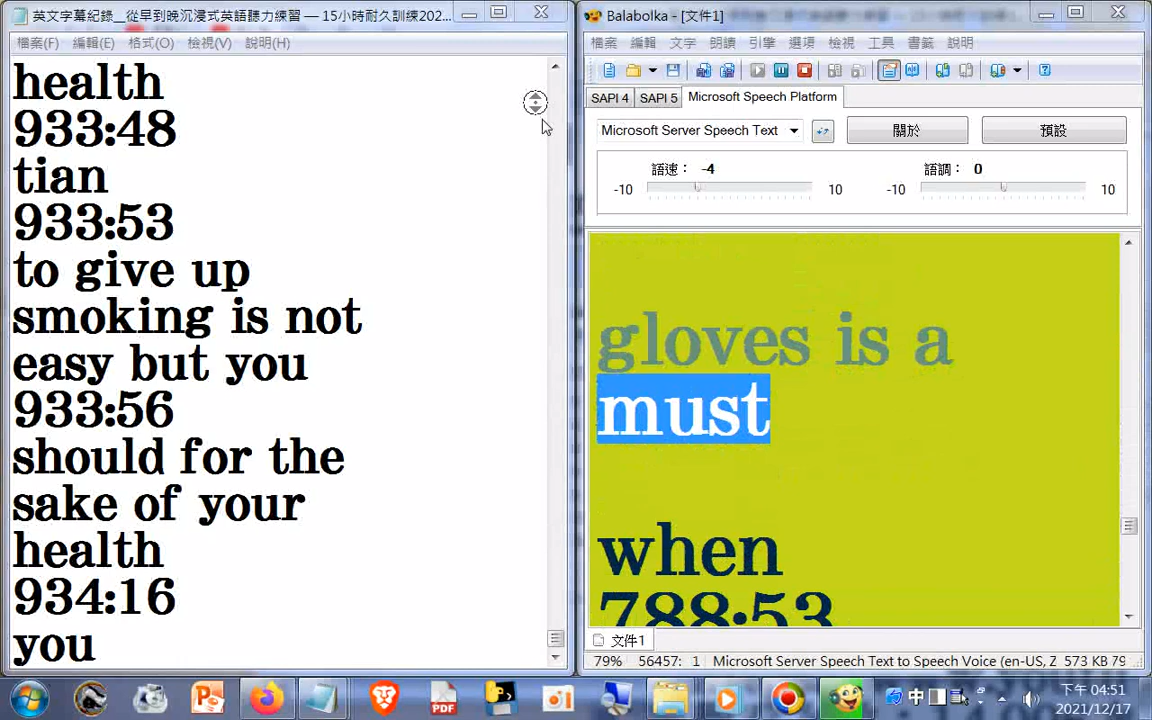 英文字幕紀錄__從早到晚沉浸式英語聽力練習 — 15小時耐久訓練202...
檔案(F) 編輯(E) 格式(O) 檢視(V) 說明(H)
health
933:48
tian
933:53
to give up
smoking is not
easy but you
933:56
should for the
sake of your
health
934:16
you
Balabolka - [文件1]
檔案 編輯 文字 朗讀 引擎 選項 檢視 工具 書籤 說明
SAPI 4 SAPI 5 Microsoft Speech Platform
Microsoft Server Speech Text 關於 預設
語速： -4 語調： 0
-10 10 -10 10
gloves is a
must
when
788:53
文件1
79% 56457: 1 Microsoft Server Speech Text to Speech Voice (en-US, Z 573 KB 79
中 下午 04:51
2021/12/17